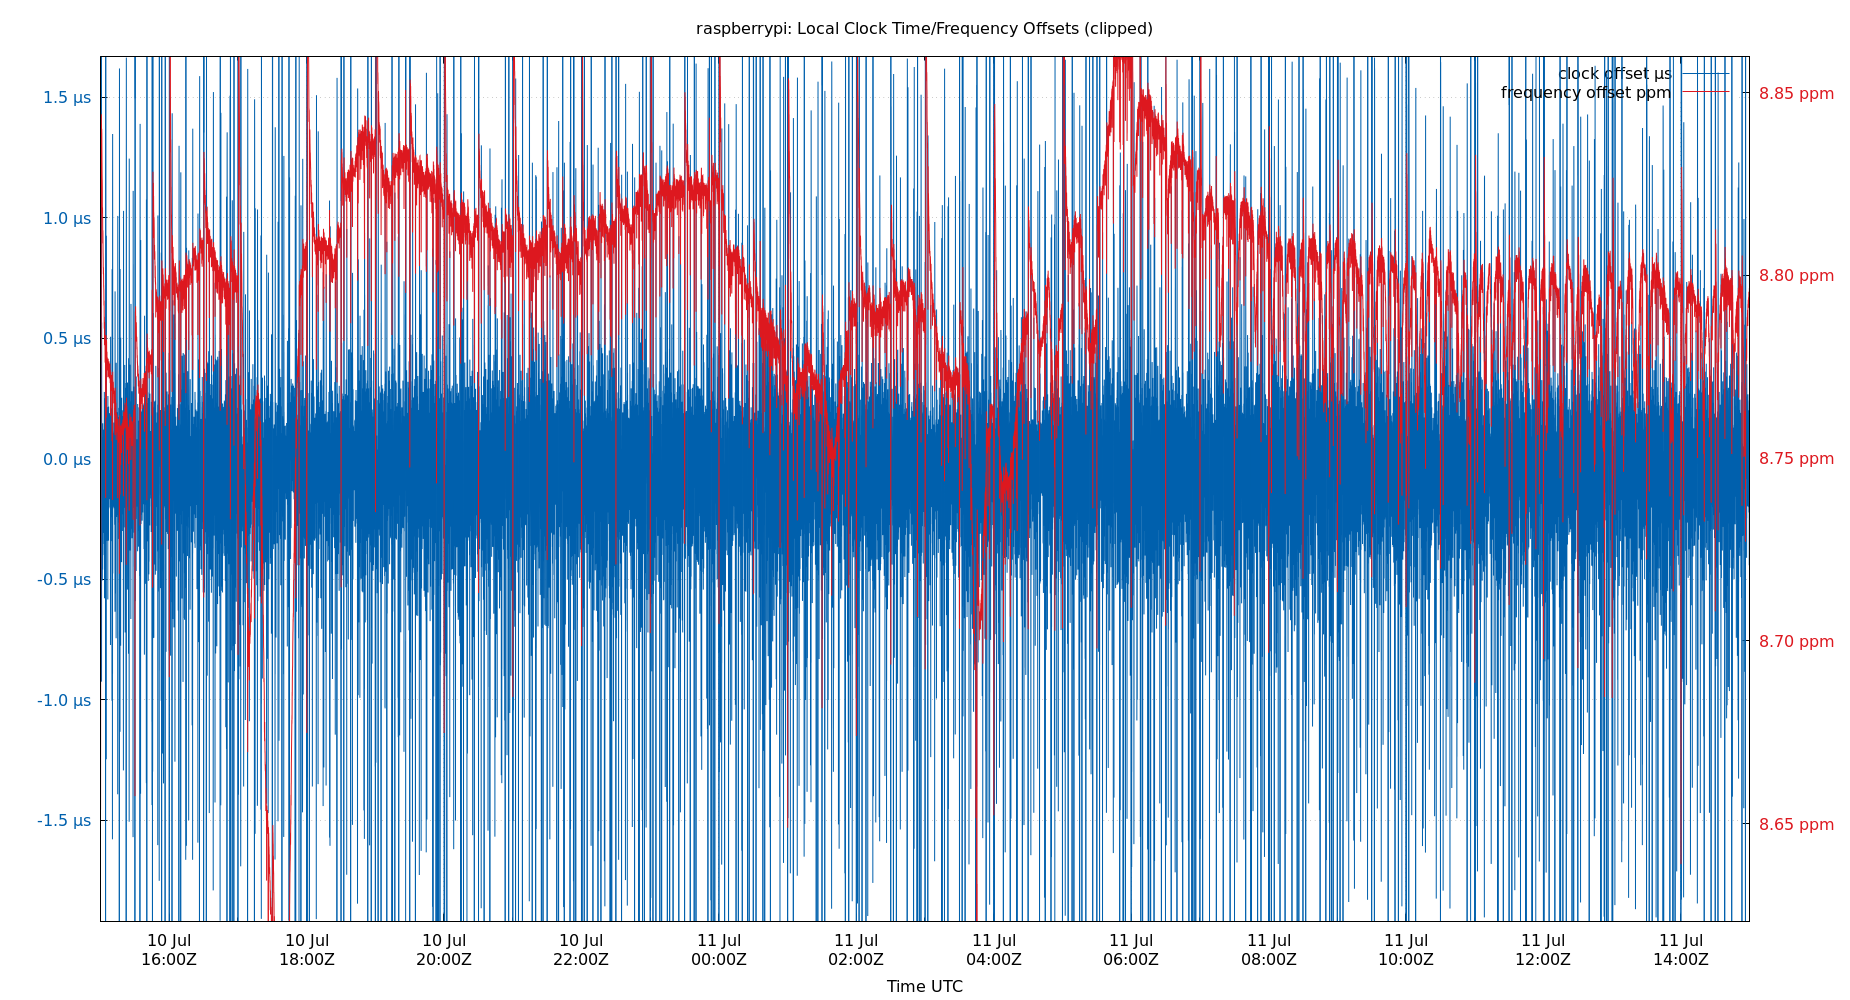 raspberrypi: Local Clock Time/Frequency Offsets (clipped)
clock offset µs
frequency offset ppm
1.5 µs
1.0 µs
0.5 µs
0.0 µs
-0.5 µs
-1.0 µs
-1.5 µs
8.85 ppm
8.80 ppm
8.75 ppm
8.70 ppm
8.65 ppm
10 Jul 10 Jul 10 Jul 10 Jul 11 Jul 11 Jul 11 Jul 11 Jul 11 Jul 11 Jul 11 Jul 11 Jul
16:00Z 18:00Z 20:00Z 22:00Z 00:00Z 02:00Z 04:00Z 06:00Z 08:00Z 10:00Z 12:00Z 14:00Z
Time UTC